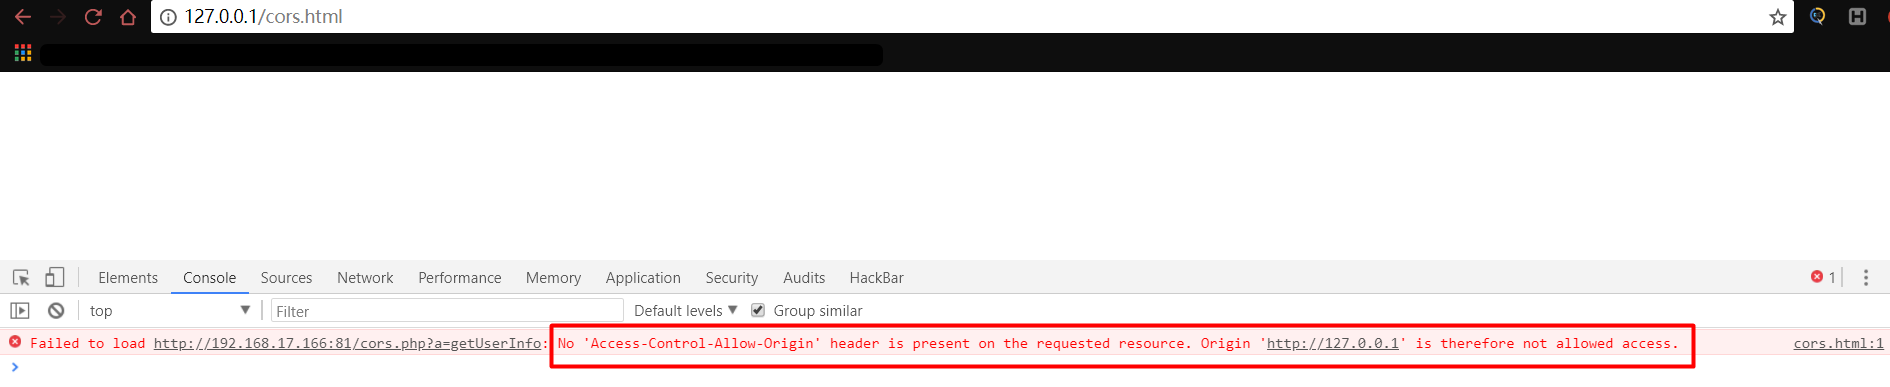 127.0.0.1/cors.html
Elements Console Sources Network Performance Memory Application Security Audits HackBar 1
top Filter Default levels Group similar
Failed to load http://192.168.17.166:81/cors.php?a=getUserInfo: No 'Access-Control-Allow-Origin' header is present on the requested resource. Origin 'http://127.0.0.1' is therefore not allowed access. cors.html:1